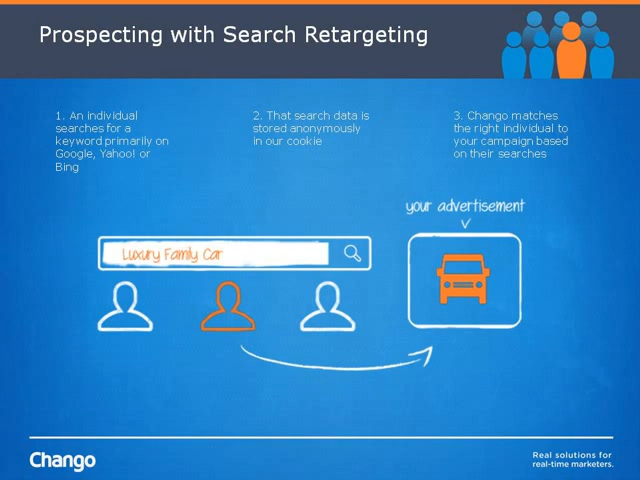 Prospecting with Search Retargeting
1. An individual
searches for a
keyword primarily on
Google, Yahoo! or
Bing
2. That search data is
stored anonymously
in our cookie
3. Chango matches
the right individual to
your campaign based
on their searches
your advertisement
Luxury Family Car
Chango
Real solutions for
real-time marketers.